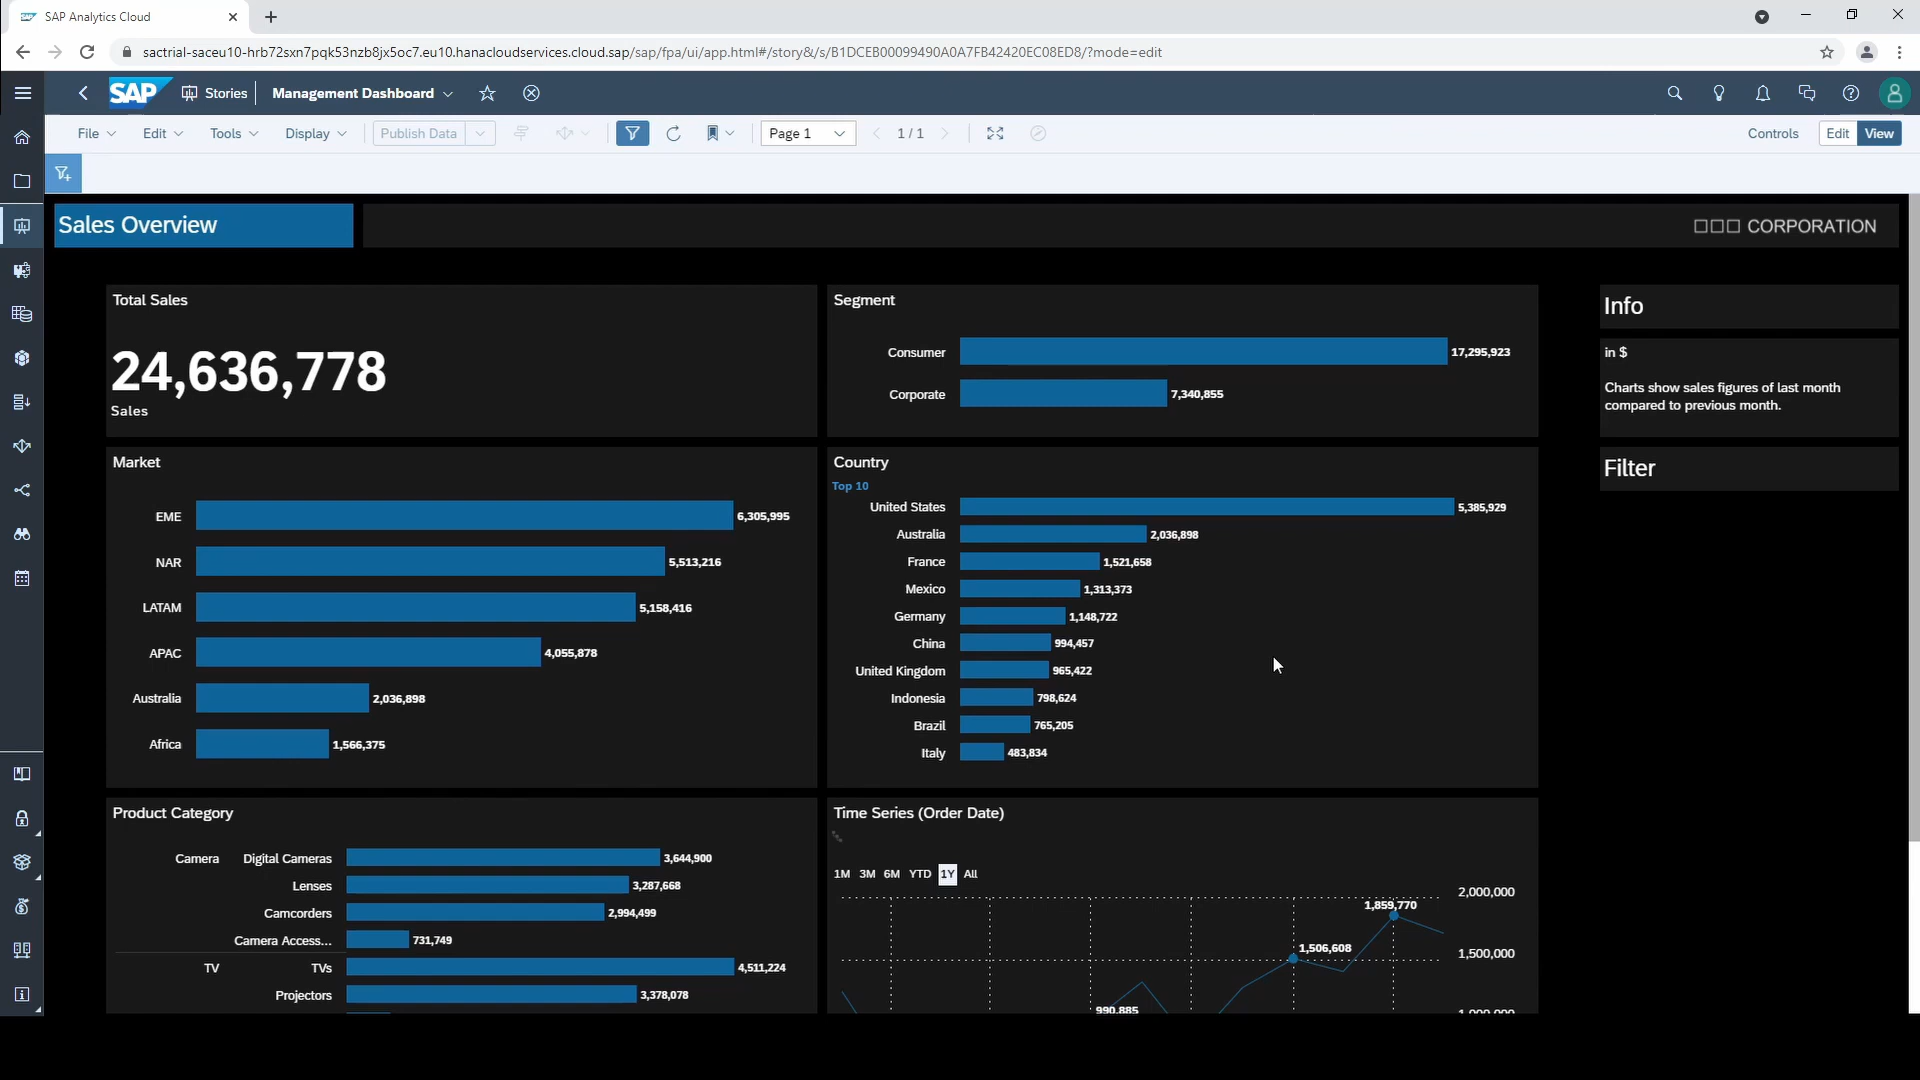 SAP Analytics Cloud
sactrial-saceu10-hrb72sxn7pqk53nzb8jx5oc7.eu10.hanacloudservices.cloud.sap/sap/fpa/ui/app.html#/story&/s/B1DCEB00099490A0A7FB42420EC08ED8/?mode=edit
SAP Stories Management Dashboard
File Edit Tools Display Publish Data Page 1 1 / 1 Controls Edit View
Sales Overview
□□□ CORPORATION
Total Sales
24,636,778
Sales
Segment
Consumer 17,295,923
Corporate 7,340,855
Info
in $
Charts show sales figures of last month
compared to previous month.
Filter
Market
EME 6,305,995
NAR 5,513,216
LATAM 5,158,416
APAC 4,055,878
Australia 2,036,898
Africa 1,566,375
Country
Top 10
United States 5,385,929
Australia 2,036,898
France 1,521,658
Mexico 1,313,373
Germany 1,148,722
China 994,457
United Kingdom 965,422
Indonesia 798,624
Brazil 765,205
Italy 483,834
Product Category
Camera Digital Cameras 3,644,900
Lenses 3,287,668
Camcorders 2,994,499
Camera Access... 731,749
TV TVs 4,511,224
Projectors 3,378,078
Time Series (Order Date)
1M 3M 6M YTD 1Y All
2,000,000
1,859,770
1,506,608
1,500,000
990,885
1,000,000